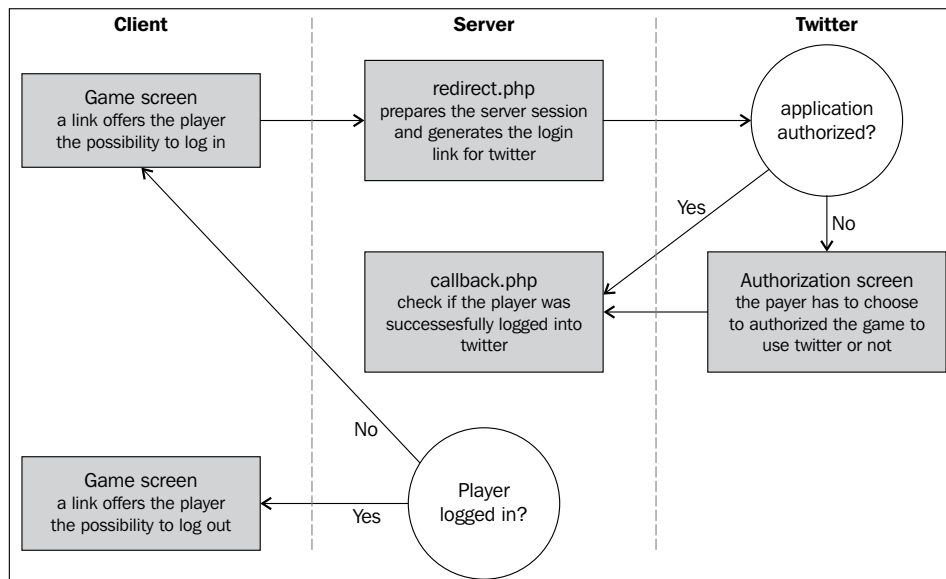 Client
Server
Twitter
Game screen
a link offers the player
the possibility to log in
redirect.php
prepares the server session
and generates the login
link for twitter
application
authorized?
Yes
No
callback.php
check if the player was
successesfully logged into
twitter
Authorization screen
the payer has to choose
to authorized the game to
use twitter or not
No
Game screen
a link offers the player
the possibility to log out
Yes
Player
logged in?